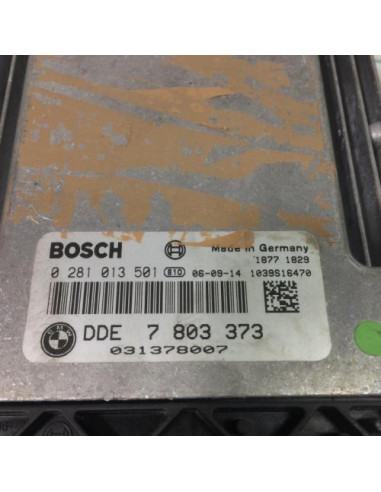 BOSCH Made in Germany
1877 1829
0 281 013 501 B10 06-09-14 1039S16470
DDE 7 803 373
031378007